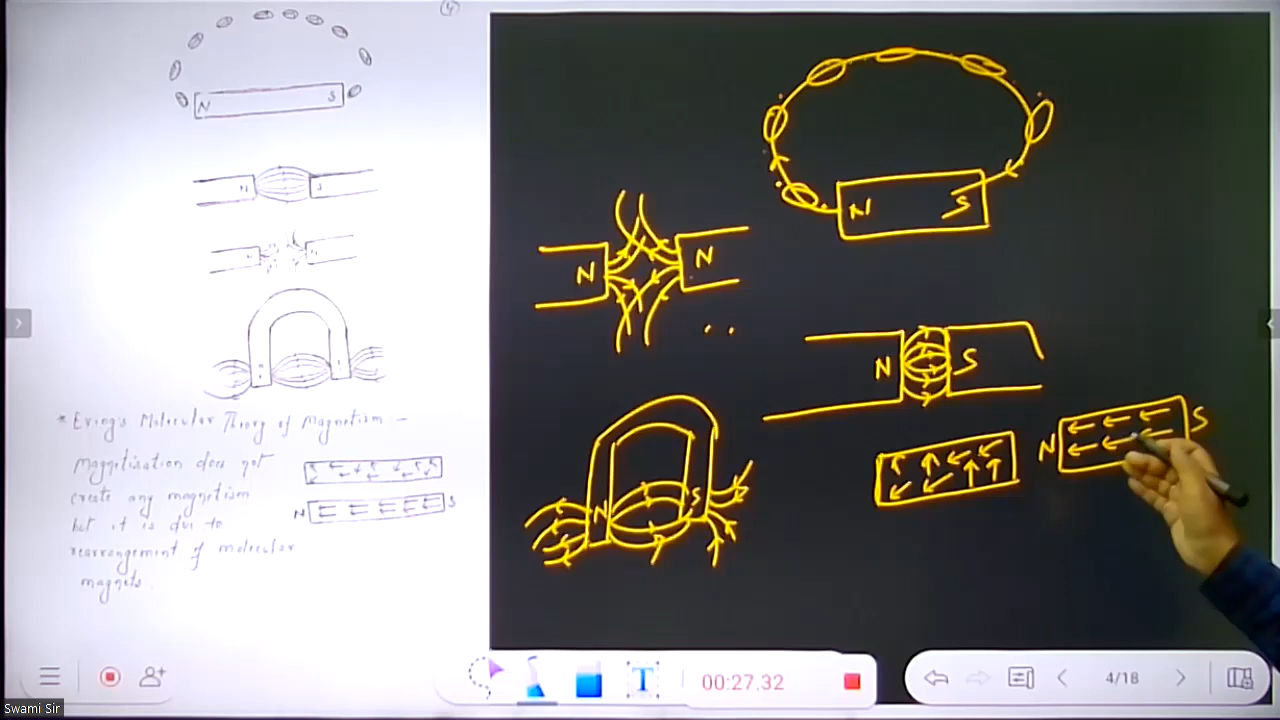 4
N S
N S
N
* Ewing's Molecular Theory of Magnetism -
Magnetisation does not
create any magnetism
but it is due to
rearrangement of molecular
magnets.
N S
N S
N N
N S
N S
N S
T
00:27.32
4/18
Swami Sir